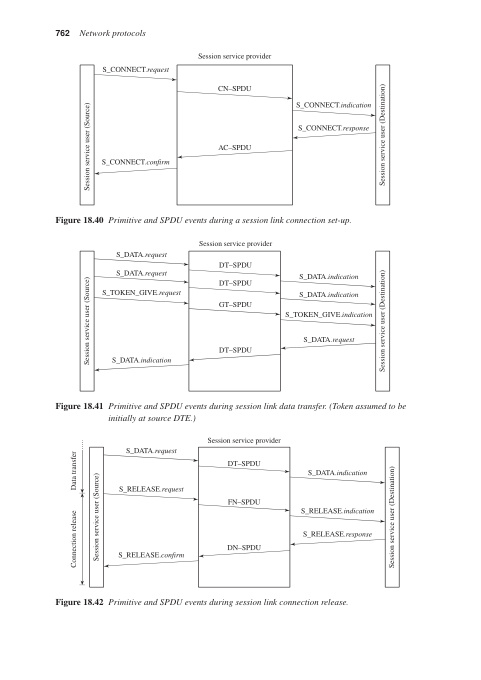 762 Network protocols
Session service provider
S_CONNECT.request
CN–SPDU
S_CONNECT.indication
S_CONNECT.response
AC–SPDU
S_CONNECT.confirm
Session service user (Source)
Session service user (Destination)
Figure 18.40 Primitive and SPDU events during a session link connection set-up.
Session service provider
S_DATA.request
DT–SPDU
S_DATA.request
S_DATA.indication
DT–SPDU
S_TOKEN_GIVE.request
S_DATA.indication
GT–SPDU
S_TOKEN_GIVE.indication
S_DATA.request
DT–SPDU
S_DATA.indication
Session service user (Source)
Session service user (Destination)
Figure 18.41 Primitive and SPDU events during session link data transfer. (Token assumed to be
initially at source DTE.)
Session service provider
S_DATA.request
DT–SPDU
S_DATA.indication
S_RELEASE.request
FN–SPDU
S_RELEASE.indication
S_RELEASE.response
DN–SPDU
S_RELEASE.confirm
Data transfer
Connection release
Session service user (Source)
Session service user (Destination)
Figure 18.42 Primitive and SPDU events during session link connection release.